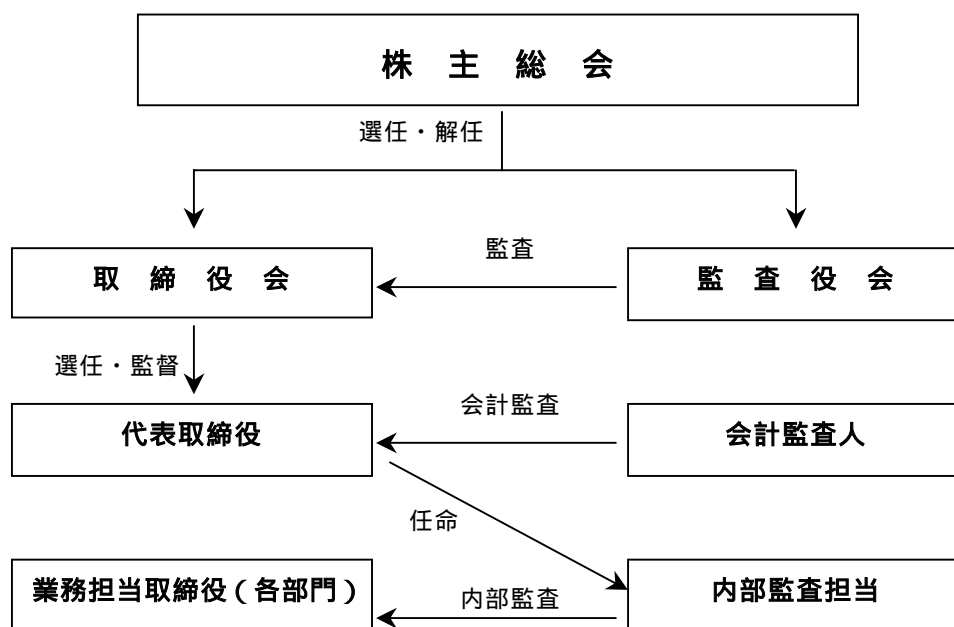 株　主　総　会
選任・解任
監査
取　締　役　会
監　査　役　会
選任・監督
会計監査
代表取締役
会計監査人
任命
業務担当取締役（各部門）
内部監査
内部監査担当